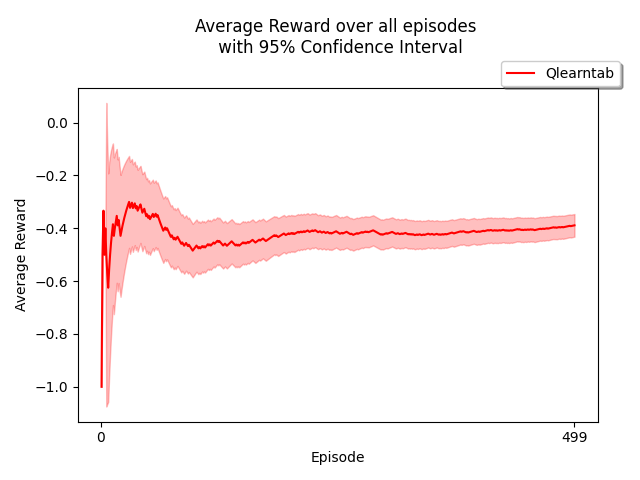 Average Reward over all episodes
with 95% Confidence Interval
Qlearntab
Average Reward
0.0
−0.2
−0.4
−0.6
−0.8
−1.0
0
499
Episode